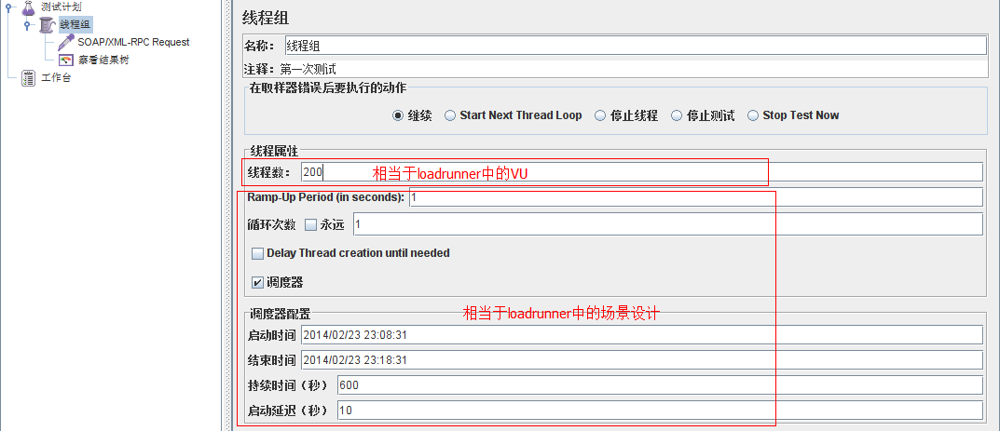 测试计划
线程组
SOAP/XML-RPC Request
察看结果树
工作台
线程组
名称： 线程组
注释： 第一次测试
在取样器错误后要执行的动作
继续 Start Next Thread Loop 停止线程 停止测试 Stop Test Now
线程属性
线程数： 200 相当于loadrunner中的VU
Ramp-Up Period (in seconds): 1
循环次数 永远 1
Delay Thread creation until needed
调度器
相当于loadrunner中的场景设计
调度器配置
启动时间 2014/02/23 23:08:31
结束时间 2014/02/23 23:18:31
持续时间（秒） 600
启动延迟（秒） 10